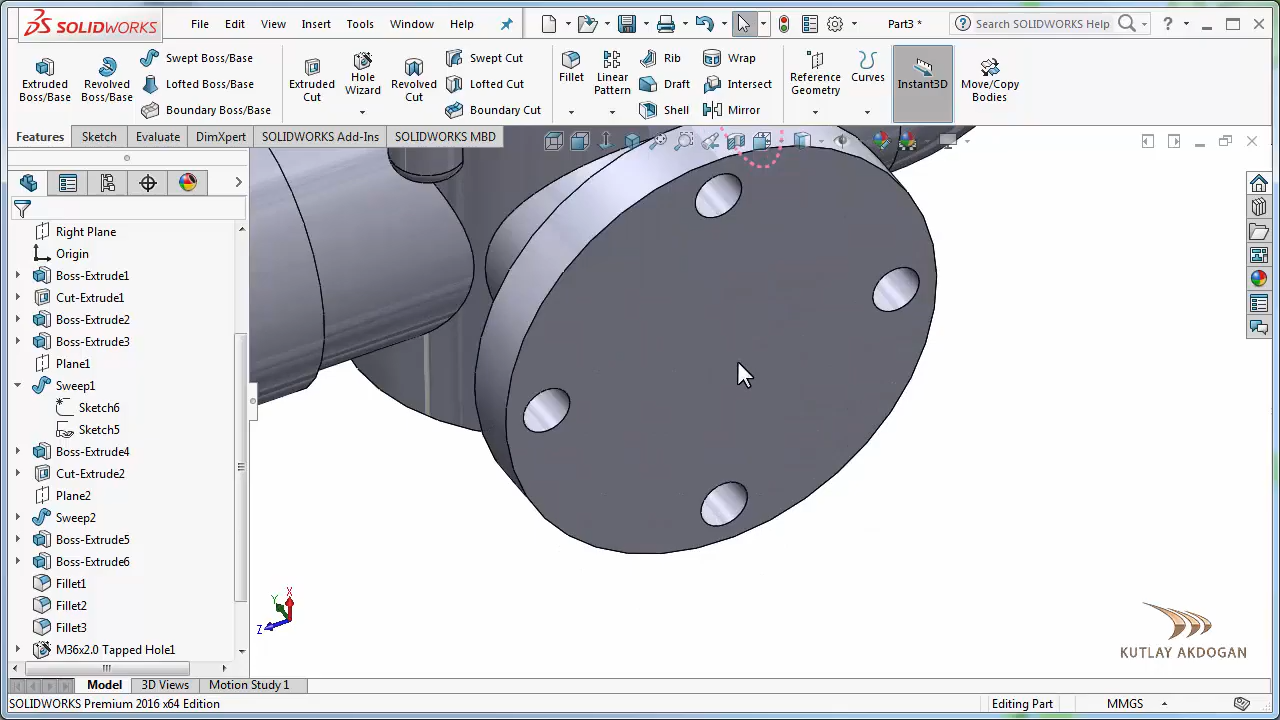 SOLIDWORKS
File Edit View Insert Tools Window Help
Part3 *
Search SOLIDWORKS Help
?
Extruded Boss/Base
Revolved Boss/Base
Swept Boss/Base
Lofted Boss/Base
Boundary Boss/Base
Extruded Cut
Hole Wizard
Revolved Cut
Swept Cut
Lofted Cut
Boundary Cut
Fillet
Linear Pattern
Rib
Draft
Shell
Wrap
Intersect
Mirror
Reference Geometry
Curves
Instant3D
Move/Copy Bodies
Features Sketch Evaluate DimXpert SOLIDWORKS Add-Ins SOLIDWORKS MBD
Right Plane
Origin
Boss-Extrude1
Cut-Extrude1
Boss-Extrude2
Boss-Extrude3
Plane1
Sweep1
Sketch6
Sketch5
Boss-Extrude4
Cut-Extrude2
Plane2
Sweep2
Boss-Extrude5
Boss-Extrude6
Fillet1
Fillet2
Fillet3
M36x2.0 Tapped Hole1
X
Y
Z
KUTLAY AKDOGAN
Model 3D Views Motion Study 1
SOLIDWORKS Premium 2016 x64 Edition
Editing Part
MMGS